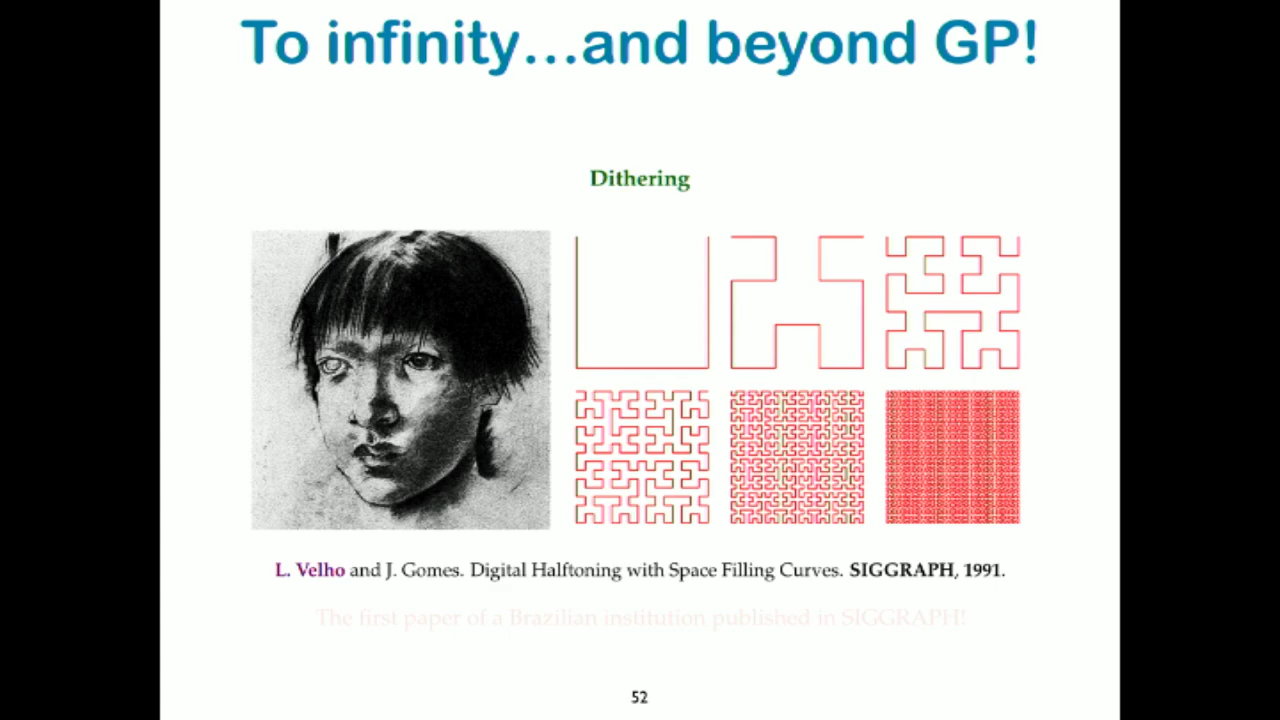 To infinity…and beyond GP!
Dithering
L. Velho and J. Gomes. Digital Halftoning with Space Filling Curves. SIGGRAPH, 1991.
The first paper of a Brazilian institution published in SIGGRAPH!
52